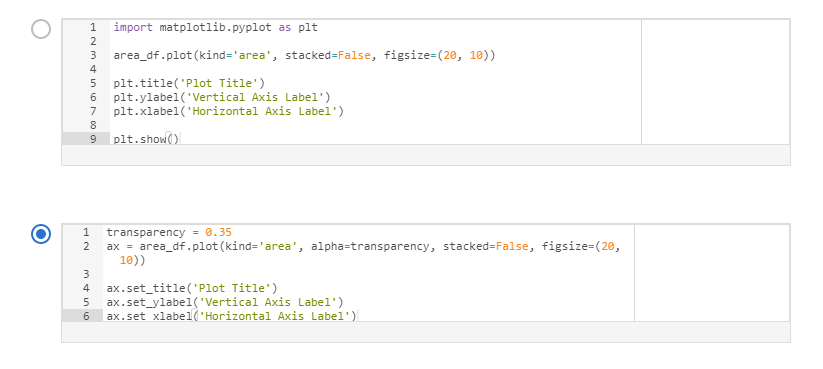 1 import matplotlib.pyplot as plt
2
3 area_df.plot(kind='area', stacked=False, figsize=(20, 10))
4
5 plt.title('Plot Title')
6 plt.ylabel('Vertical Axis Label')
7 plt.xlabel('Horizontal Axis Label')
8
9 plt.show()
1 transparency = 0.35
2 ax = area_df.plot(kind='area', alpha=transparency, stacked=False, figsize=(20,
10))
3
4 ax.set_title('Plot Title')
5 ax.set_ylabel('Vertical Axis Label')
6 ax.set_xlabel('Horizontal Axis Label')